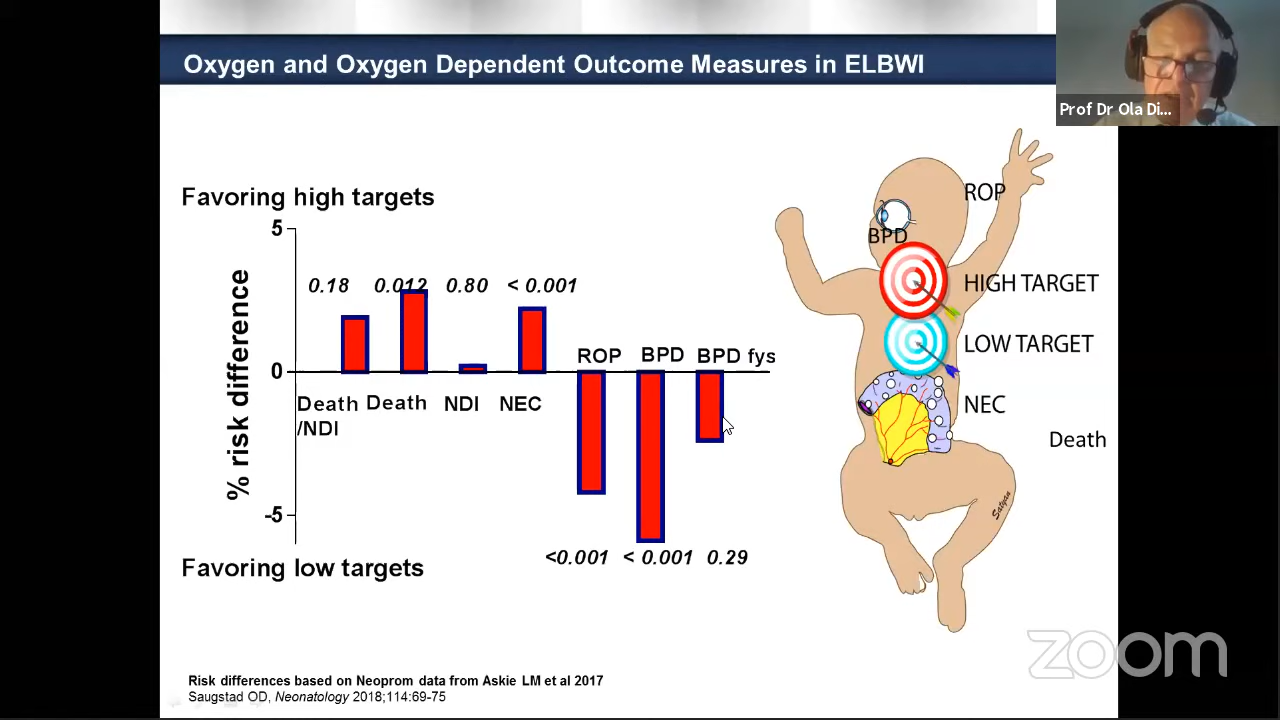 Oxygen and Oxygen Dependent Outcome Measures in ELBWI
Prof Dr Ola Di...
Favoring high targets
5
0.18 0.012 0.80 < 0.001
% risk difference
0
ROP BPD BPD fys
Death Death NDI NEC
/NDI
-5
<0.001 < 0.001 0.29
Favoring low targets
ROP
BPD
HIGH TARGET
LOW TARGET
NEC
Death
Satyan
zoom
Risk differences based on Neoprom data from Askie LM et al 2017
Saugstad OD, Neonatology 2018;114:69-75